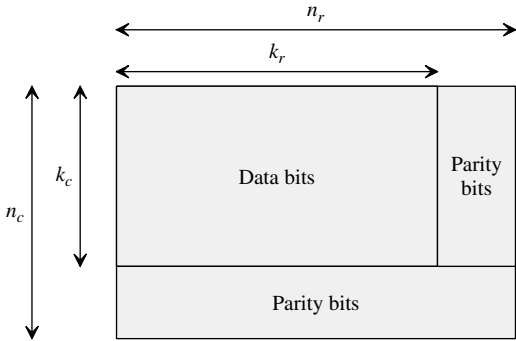 n_r
k_r
k_c
n_c
Data bits
Parity
bits
Parity bits